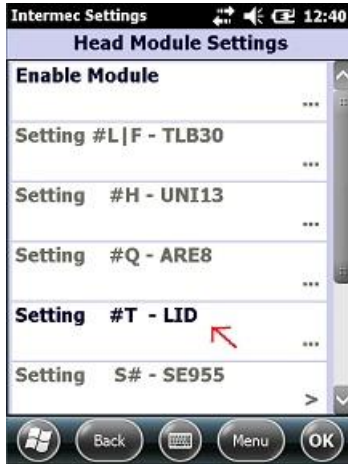 Intermec Settings 12:40
Head Module Settings
Enable Module
...
Setting #L|F - TLB30
...
Setting #H - UNI13
...
Setting #Q - ARE8
...
Setting #T - LID
...
Setting S# - SE955
>
Back Menu OK